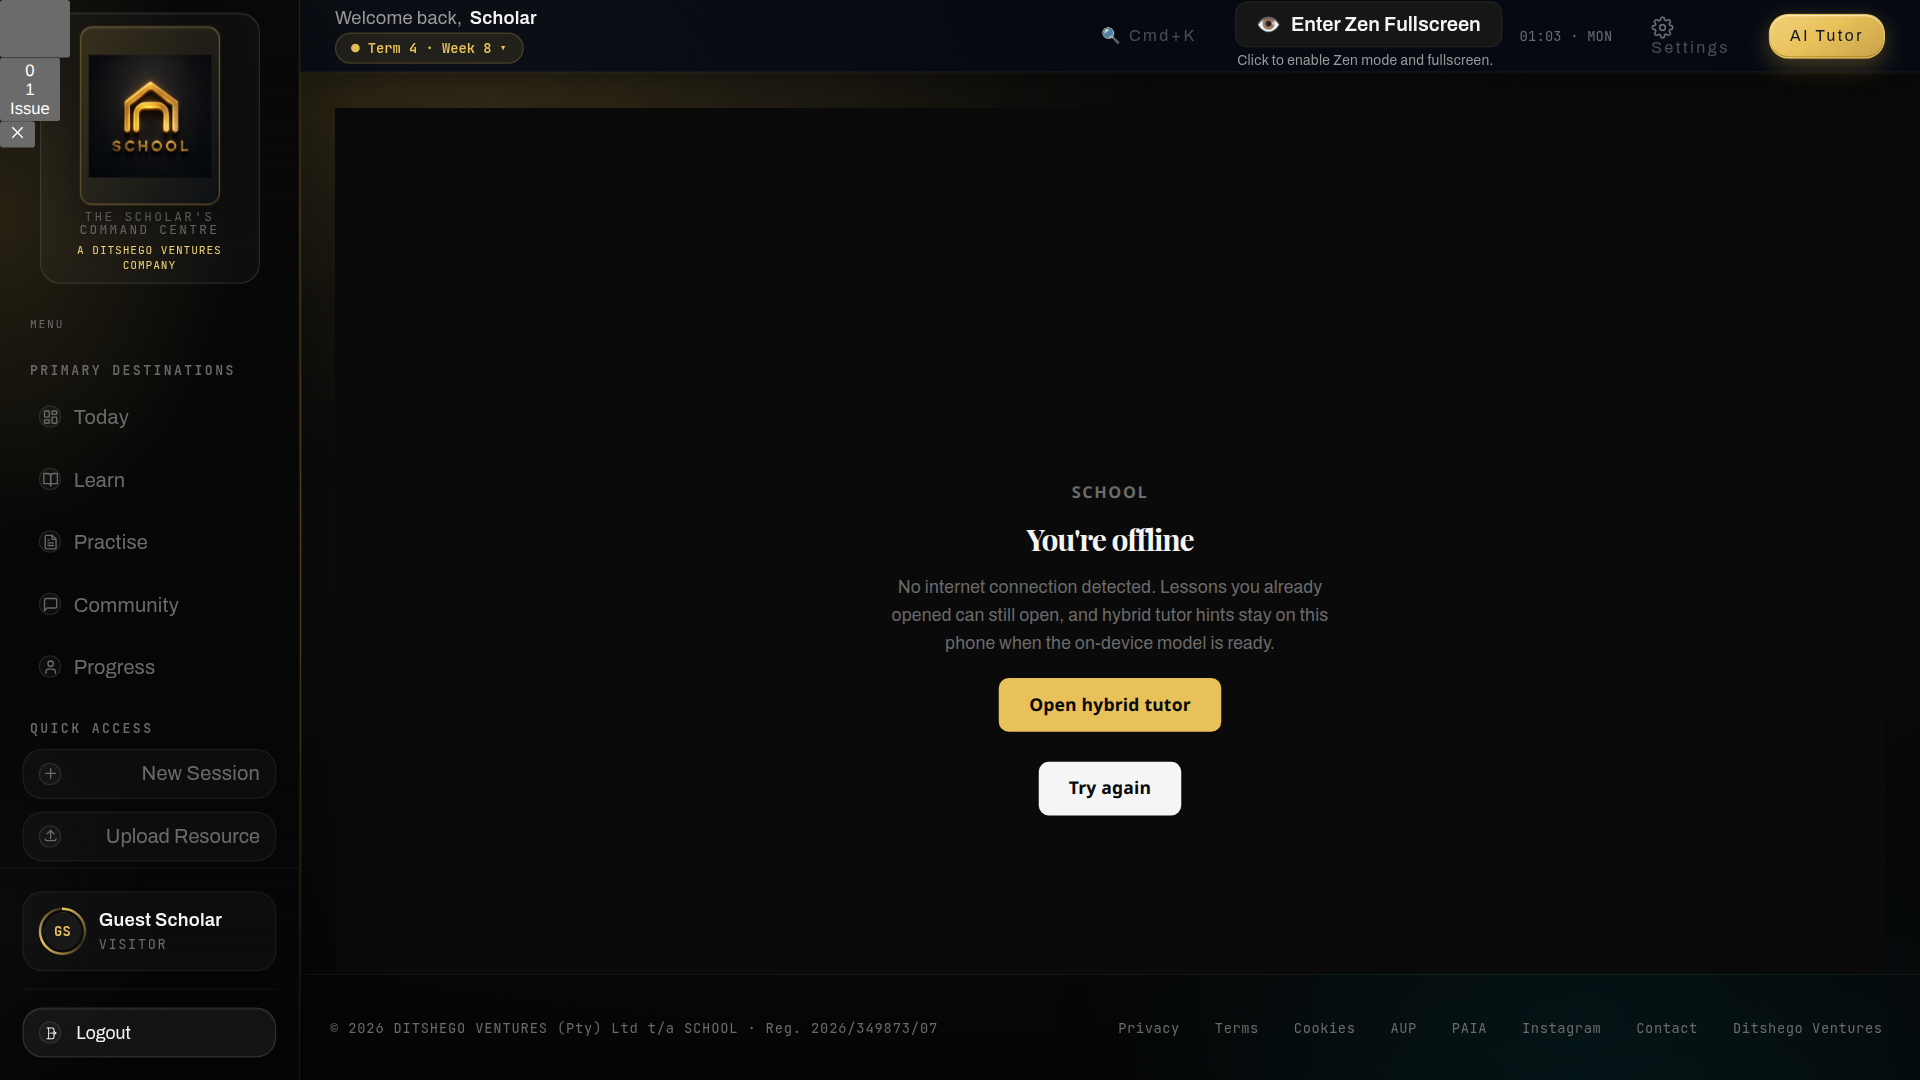 0
1
Issue
SCHOOL
THE SCHOLAR'S
COMMAND CENTRE
A DITSHEGO VENTURES
COMPANY
MENU
PRIMARY DESTINATIONS
Today
Learn
Practise
Community
Progress
QUICK ACCESS
New Session
Upload Resource
GS
Guest Scholar
VISITOR
Logout
Welcome back, Scholar
Term 4 · Week 8
Cmd+K
Enter Zen Fullscreen
Click to enable Zen mode and fullscreen.
01:03 · MON
Settings
AI Tutor
SCHOOL
You're offline
No internet connection detected. Lessons you already
opened can still open, and hybrid tutor hints stay on this
phone when the on-device model is ready.
Open hybrid tutor
Try again
© 2026 DITSHEGO VENTURES (Pty) Ltd t/a SCHOOL · Reg. 2026/349873/07
Privacy Terms Cookies AUP PAIA Instagram Contact Ditshego Ventures